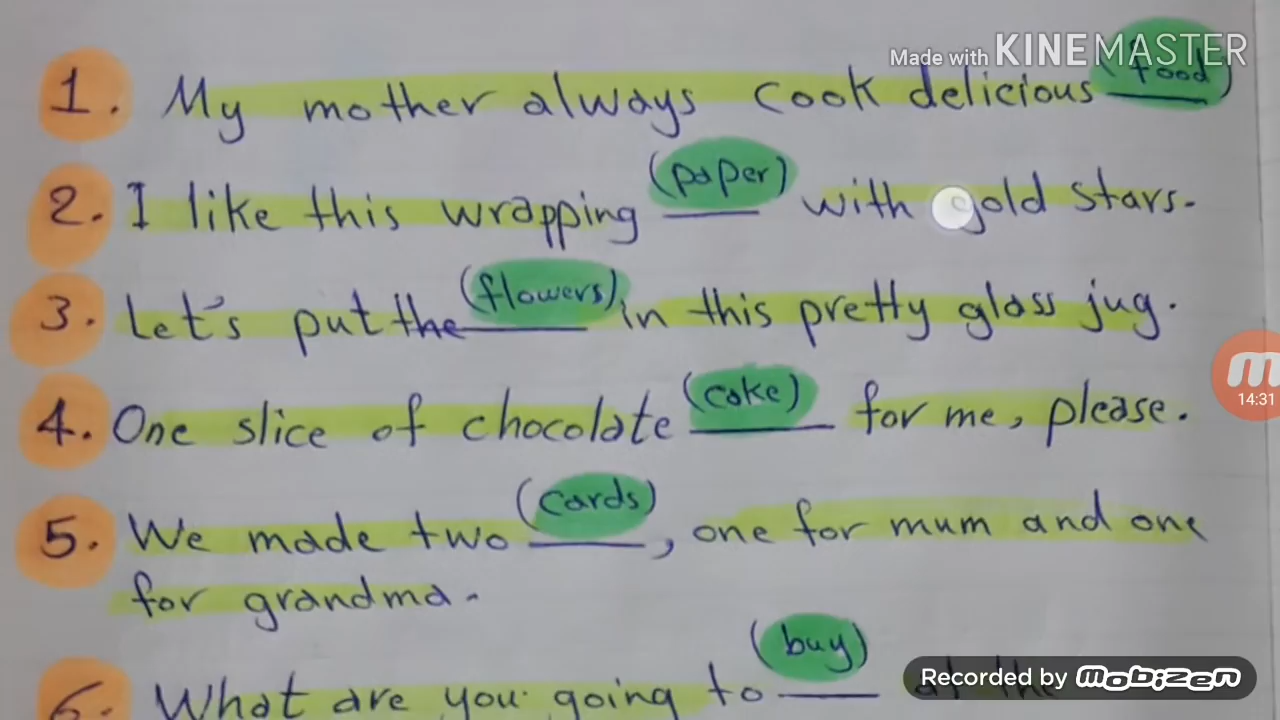 Made with KINEMASTER
1. My mother always cook delicious (food)
2. I like this wrapping (paper) with gold stars.
3. Let's put the (flowers) in this pretty glass jug.
4. One slice of chocolate (cake) for me, please.
5. We made two (cards), one for mum and one
for grandma.
6. What are you going to (buy) at the
14:31
Recorded by MOBIZEN